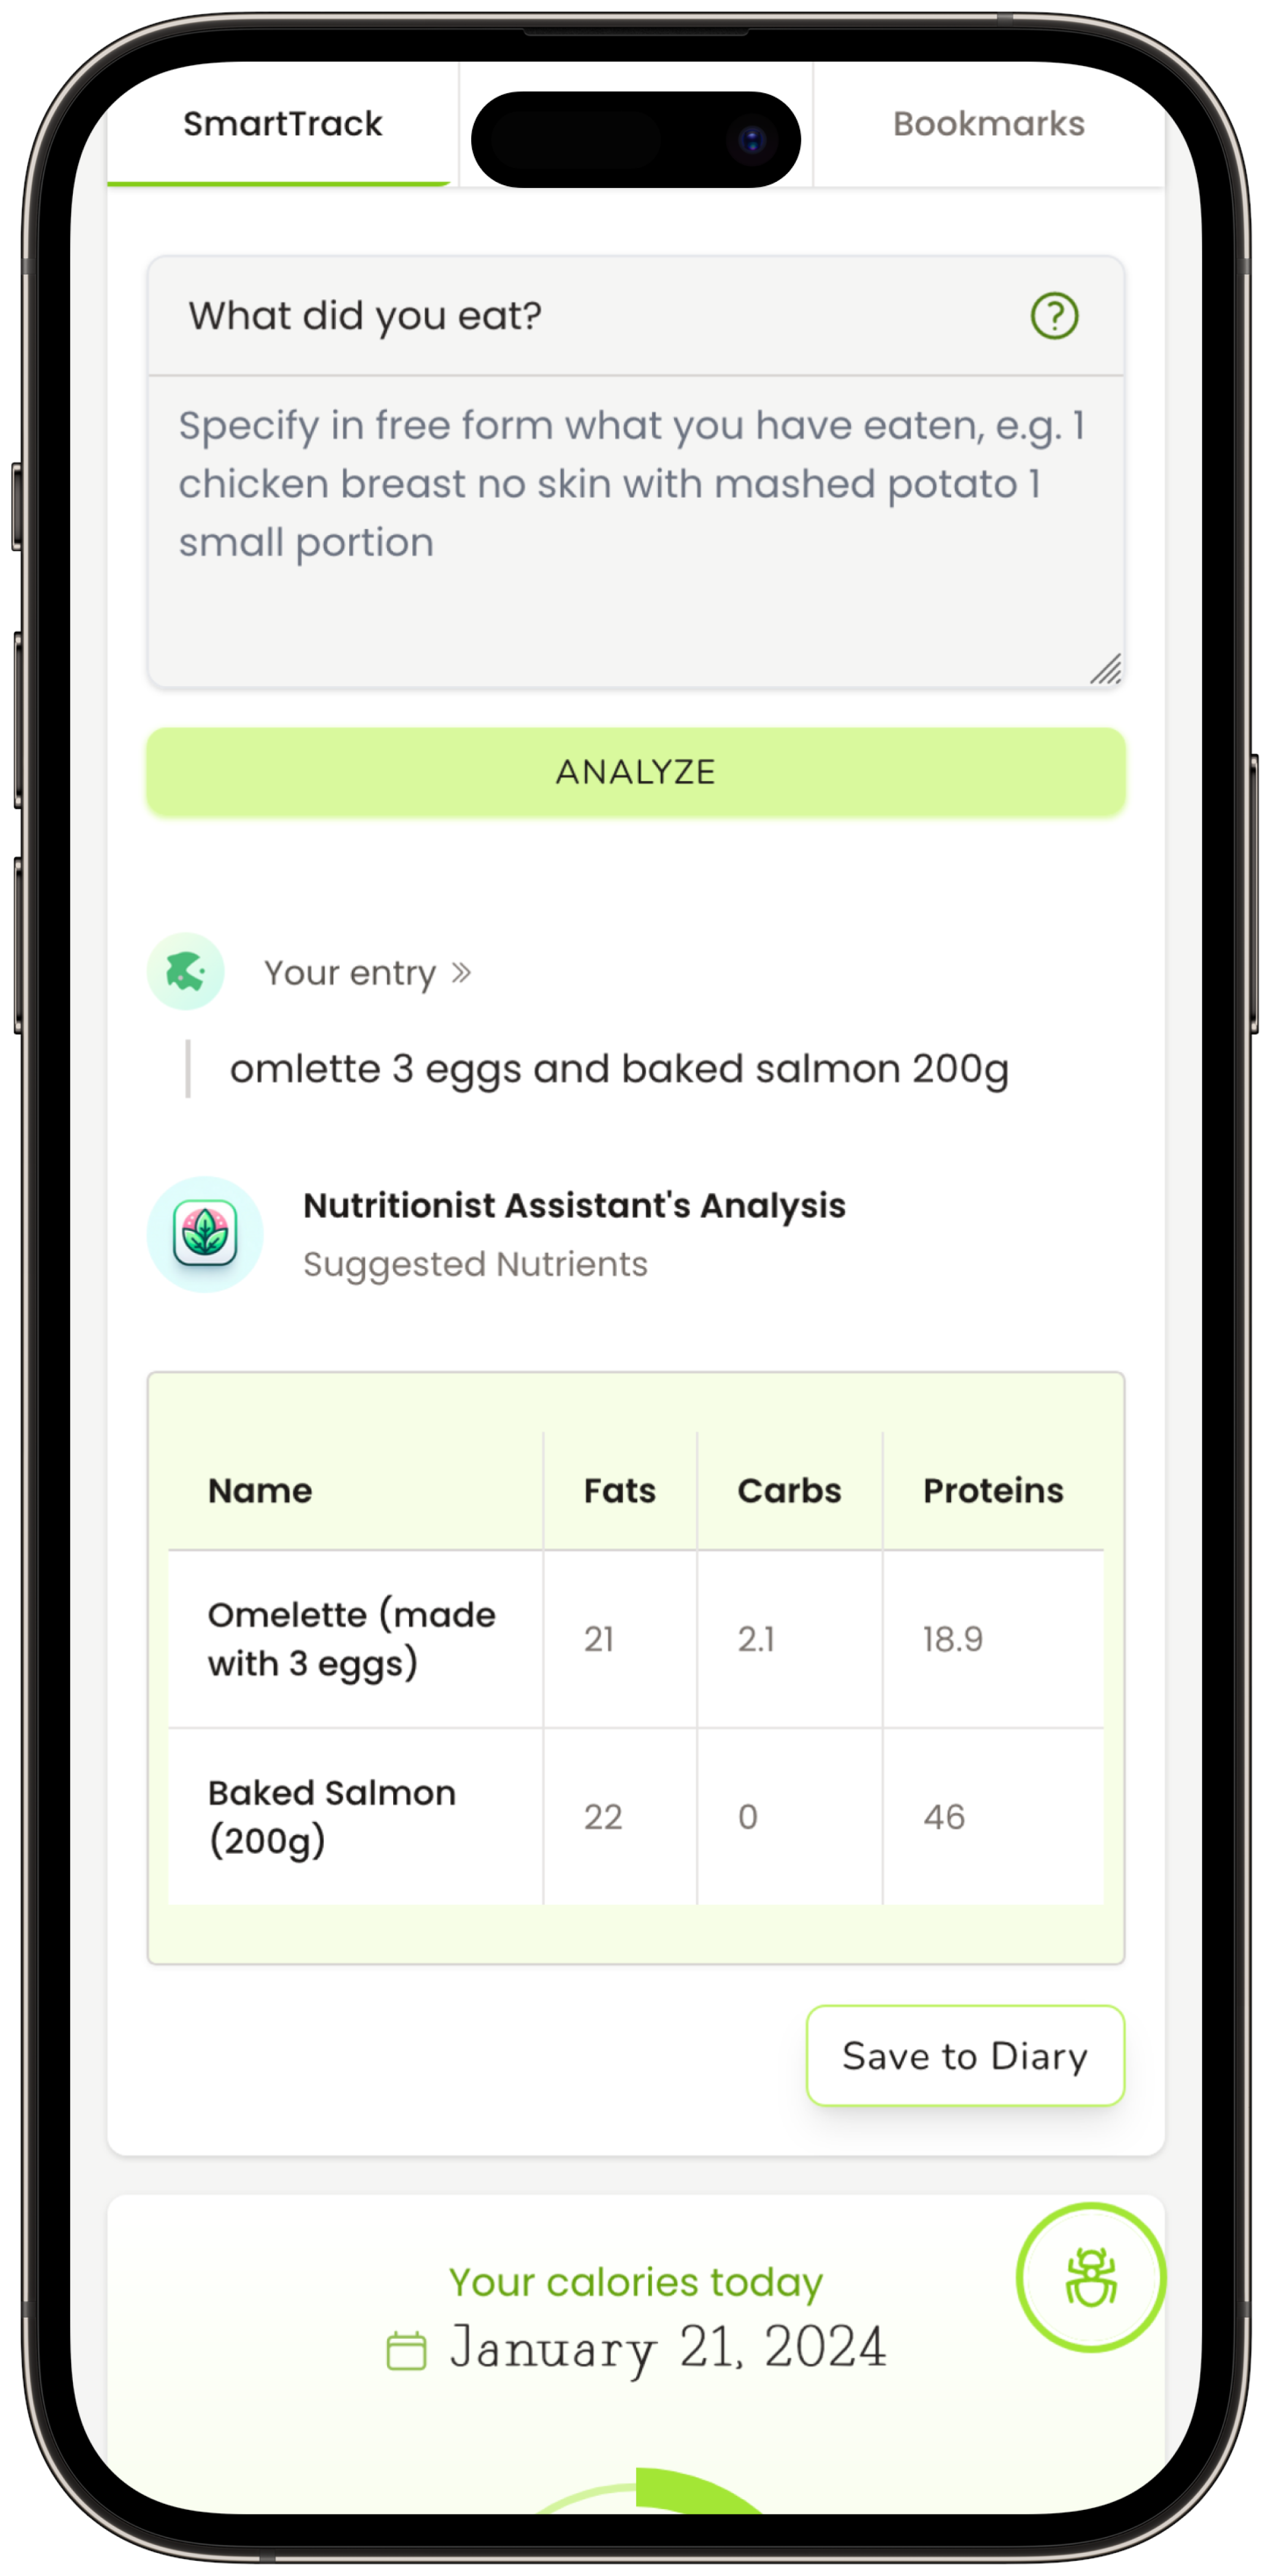 SmartTrack
Bookmarks
What did you eat?
Specify in free form what you have eaten, e.g. 1
chicken breast no skin with mashed potato 1
small portion
ANALYZE
Your entry »
omlette 3 eggs and baked salmon 200g
Nutritionist Assistant's Analysis
Suggested Nutrients
Name Fats Carbs Proteins
Omelette (made
with 3 eggs) 21 2.1 18.9
Baked Salmon
(200g) 22 0 46
Save to Diary
Your calories today
January 21, 2024